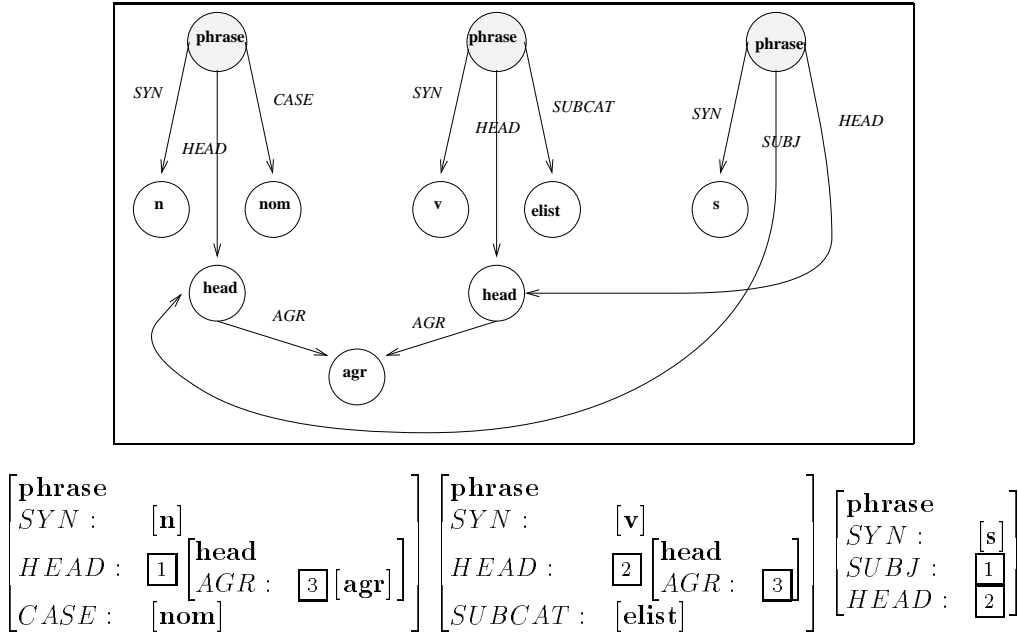 phrase phrase phrase
SYN CASE SYN SUBCAT SYN HEAD
HEAD HEAD SUBJ
n nom v elist s
head head
AGR AGR
agr
phrase
SYN :  [n]
HEAD :  1 [head
AGR :  3 [agr]]
CASE :  [nom]
phrase
SYN :  [v]
HEAD :  2 [head
AGR :  3]
SUBCAT :  [elist]
phrase
SYN :  [s]
SUBJ :  1
HEAD :  2